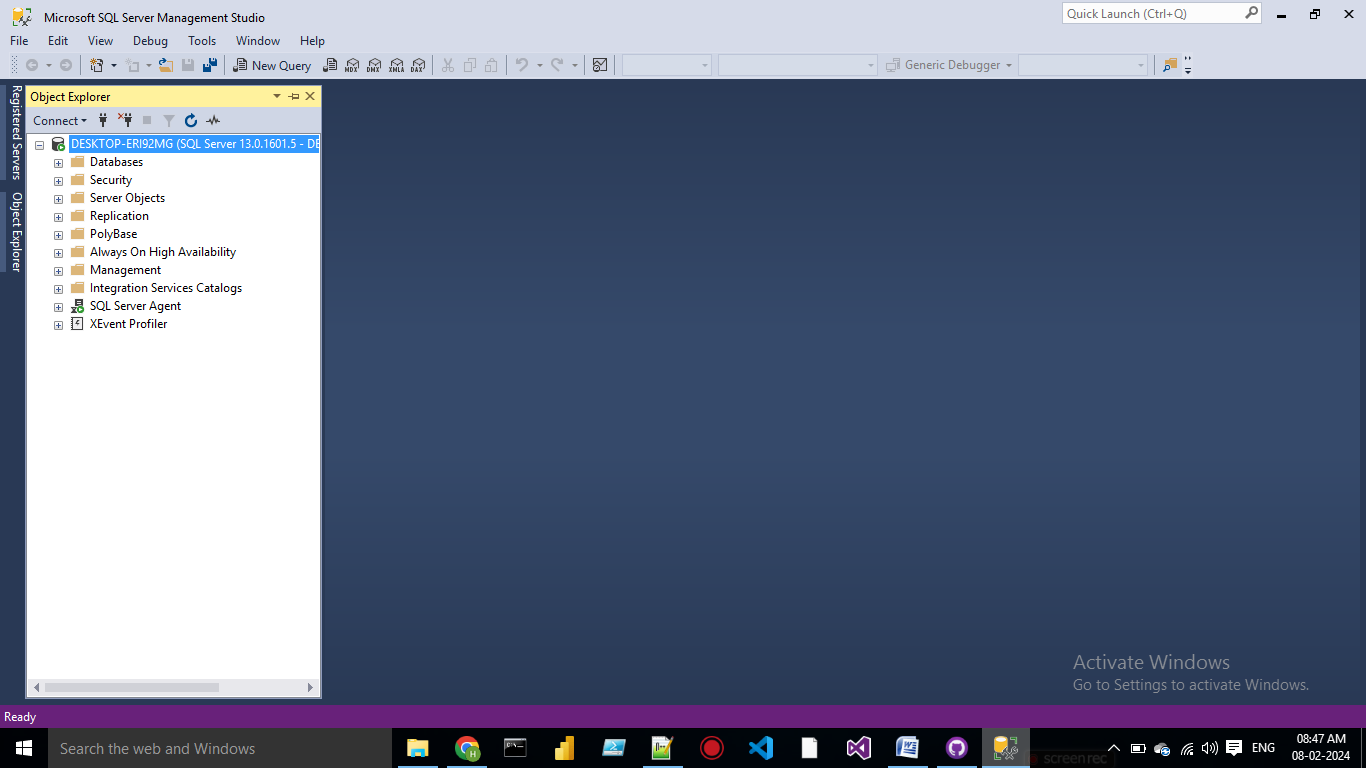 Microsoft SQL Server Management Studio
Quick Launch (Ctrl+Q)
File Edit View Debug Tools Window Help
New Query MDX DMX XMLA DAX Generic Debugger
Registered Servers
Object Explorer
Object Explorer
Connect
DESKTOP-ERI92MG (SQL Server 13.0.1601.5 - DE
Databases
Security
Server Objects
Replication
PolyBase
Always On High Availability
Management
Integration Services Catalogs
SQL Server Agent
XEvent Profiler
Activate Windows
Go to Settings to activate Windows.
Ready
Search the web and Windows
ENG
08:47 AM
08-02-2024
screenrec